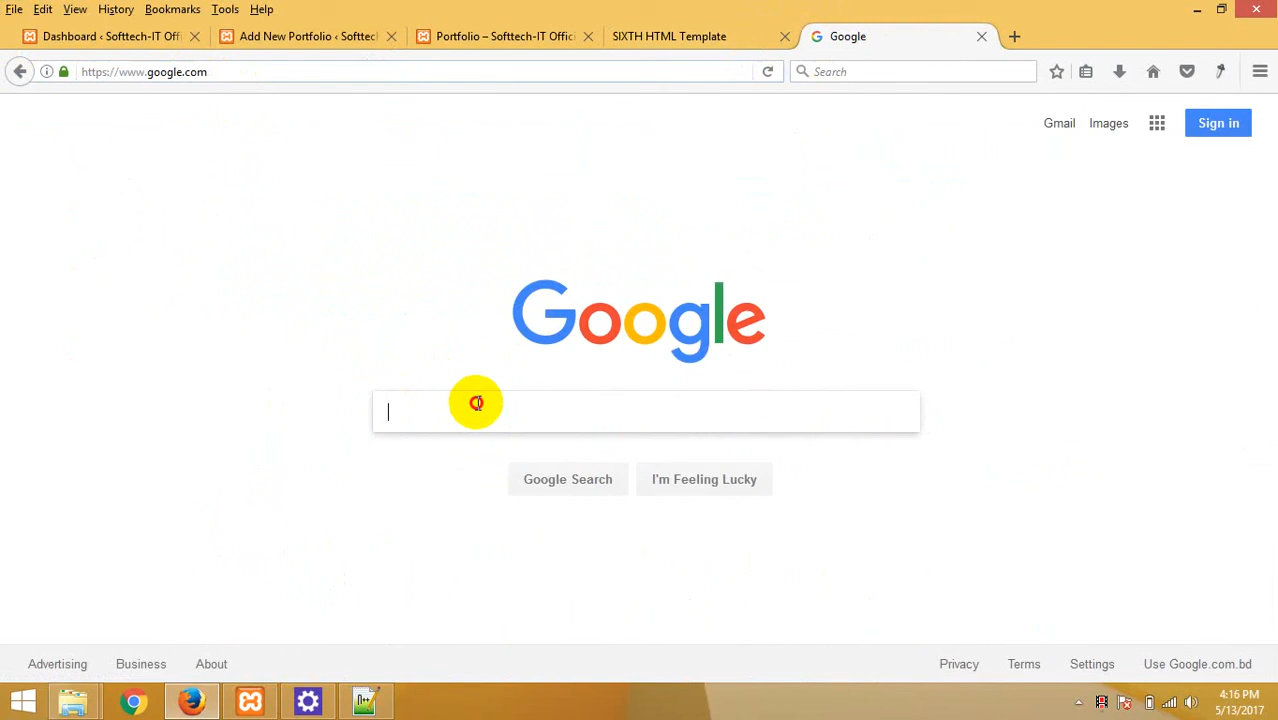 File Edit View History Bookmarks Tools Help
Dashboard ‹ Softtech-IT Offi Add New Portfolio ‹ Softtec Portfolio – Softtech-IT Offici SIXTH HTML Template Google
https://www.google.com Search
Gmail Images Sign in
Google
Google Search I'm Feeling Lucky
Advertising Business About Privacy Terms Settings Use Google.com.bd
N++
4:16 PM
5/13/2017